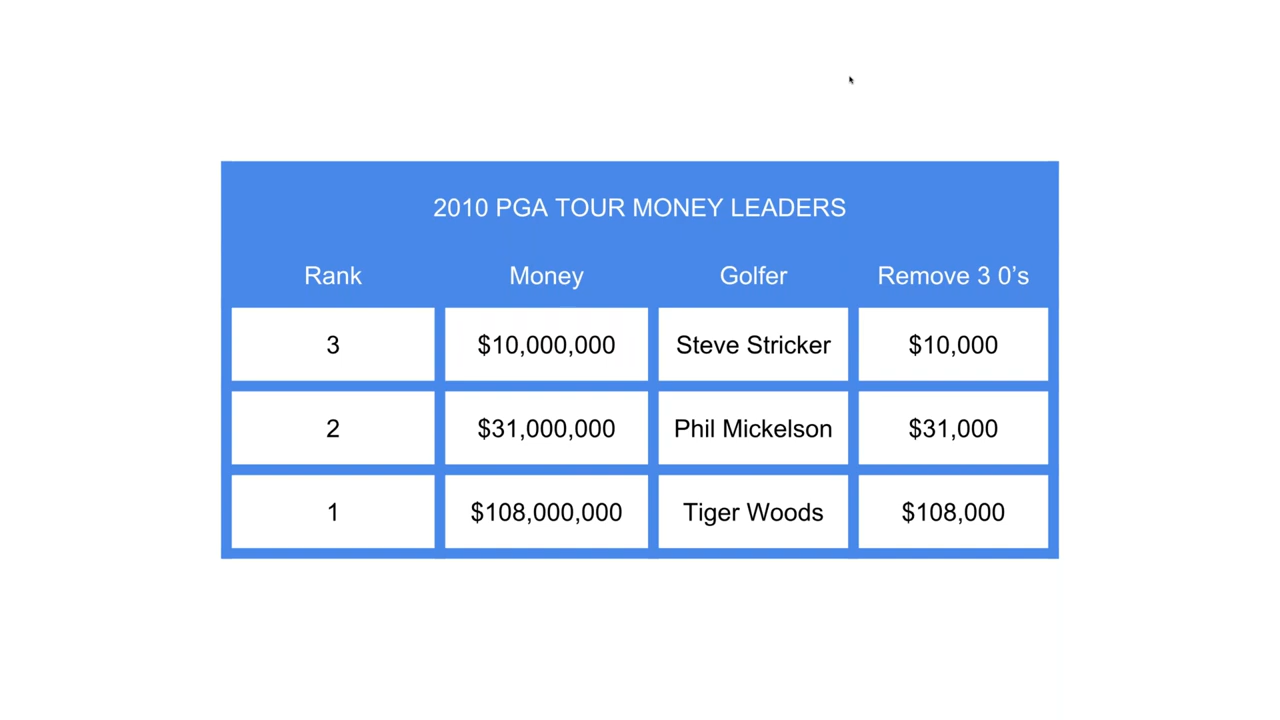 2010 PGA TOUR MONEY LEADERS
Rank Money Golfer Remove 3 0’s
3 $10,000,000 Steve Stricker $10,000
2 $31,000,000 Phil Mickelson $31,000
1 $108,000,000 Tiger Woods $108,000